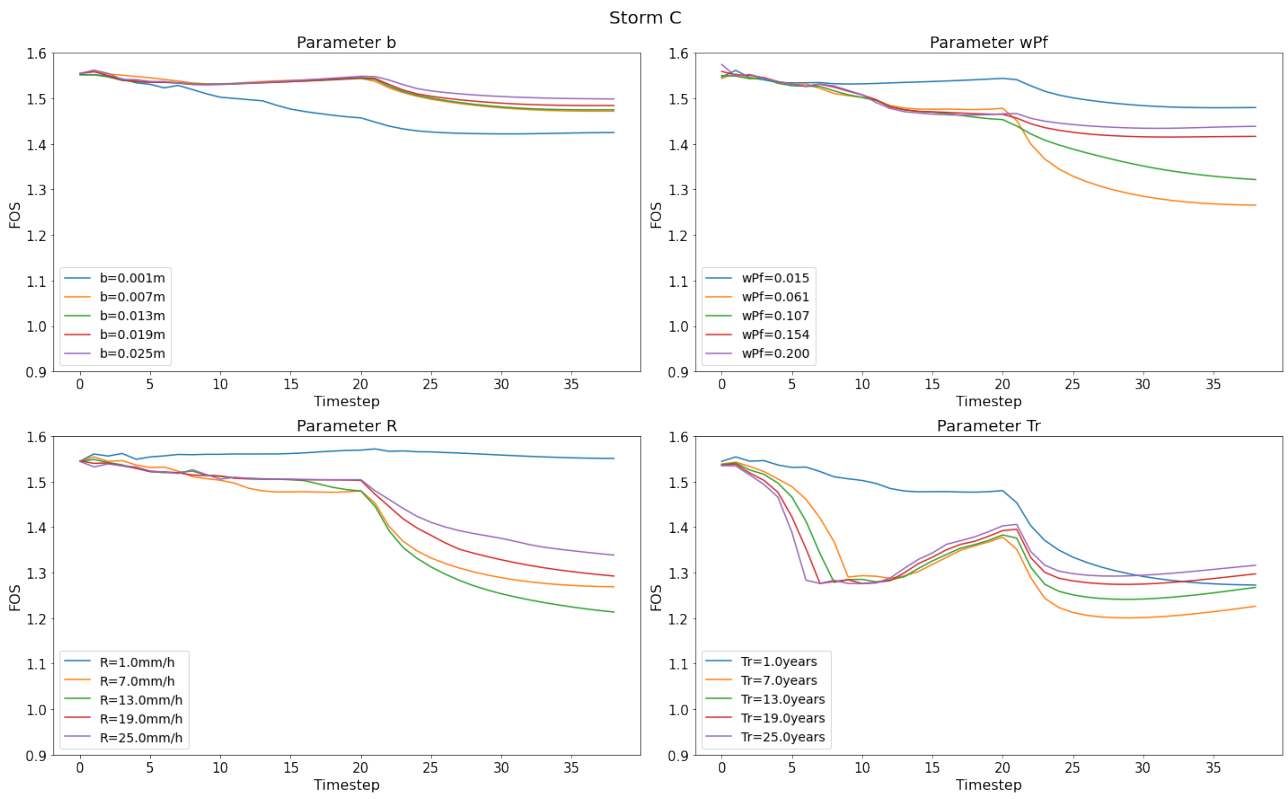 Storm C
Parameter b
1.6
1.5
1.4
1.3
1.2
1.1
1.0
0.9
FOS
b=0.001m
b=0.007m
b=0.013m
b=0.019m
b=0.025m
0 5 10 15 20 25 30 35
Timestep
Parameter wPf
1.6
1.5
1.4
1.3
1.2
1.1
1.0
0.9
FOS
wPf=0.015
wPf=0.061
wPf=0.107
wPf=0.154
wPf=0.200
0 5 10 15 20 25 30 35
Timestep
Parameter R
1.6
1.5
1.4
1.3
1.2
1.1
1.0
0.9
FOS
R=1.0mm/h
R=7.0mm/h
R=13.0mm/h
R=19.0mm/h
R=25.0mm/h
0 5 10 15 20 25 30 35
Timestep
Parameter Tr
1.6
1.5
1.4
1.3
1.2
1.1
1.0
0.9
FOS
Tr=1.0years
Tr=7.0years
Tr=13.0years
Tr=19.0years
Tr=25.0years
0 5 10 15 20 25 30 35
Timestep